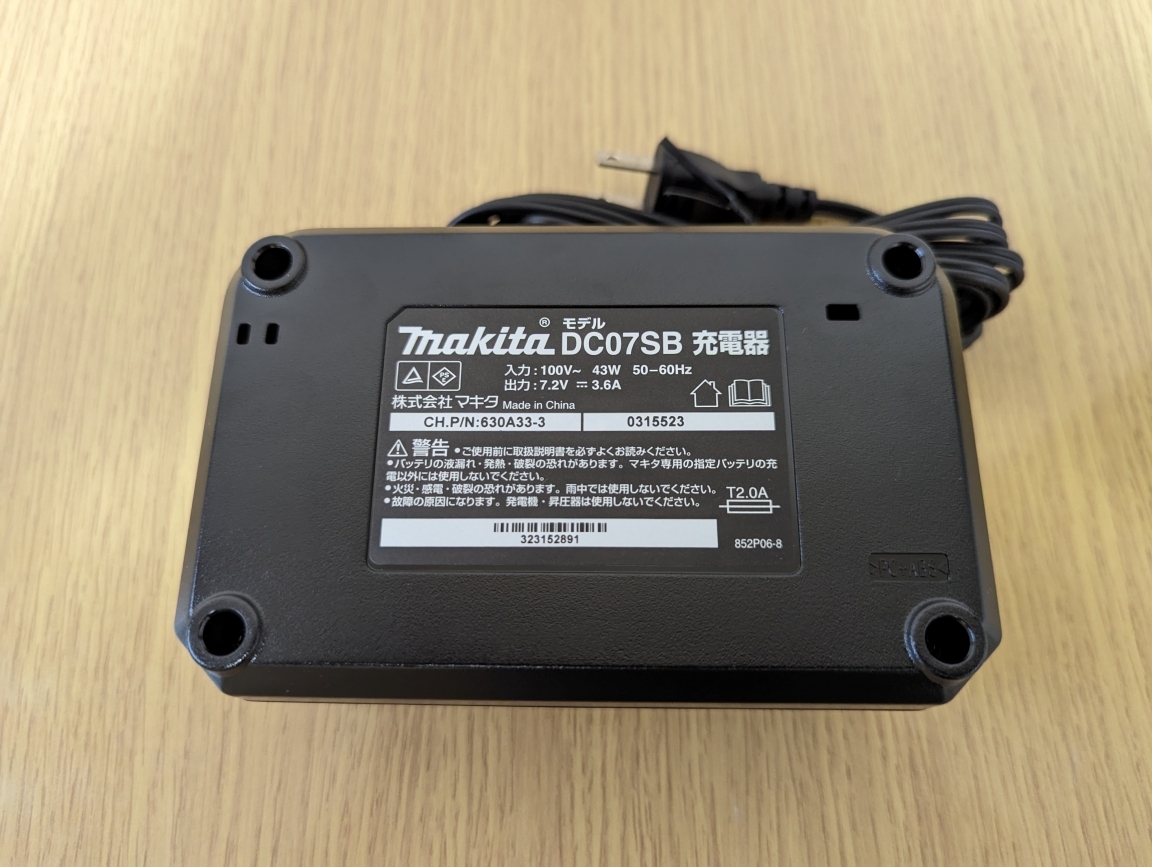 makita® モデル DC07SB 充電器
入力:100V~ 43W 50-60Hz
出力:7.2V ⎓ 3.6A
PS
株式会社 マキタ Made in China
CH.P/N:630A33-3 0315523
⚠警告 •ご使用前に取扱説明書を必ずよくお読みください。
•バッテリの液漏れ・発熱・破裂の恐れがあります。マキタ専用の指定バッテリの充
電以外には使用しないでください。
•火災・感電・破裂の恐れがあります。雨中では使用しないでください。
•故障の原因になります。発電機・昇圧器は使用しないでください。
T2.0A
323152891
852P06-8
>PC+ABS<